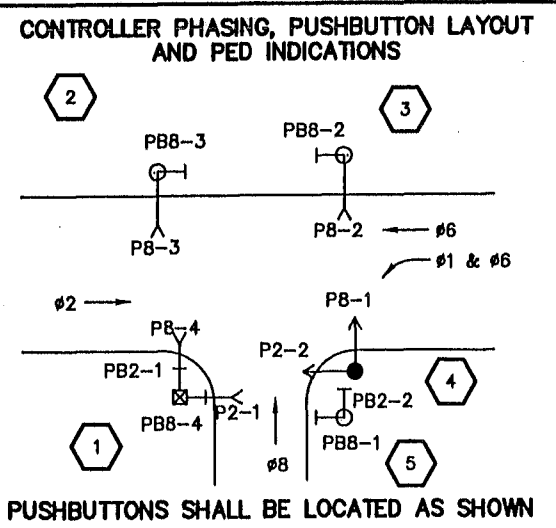 CONTROLLER PHASING, PUSHBUTTON LAYOUT
AND PED INDICATIONS
2
3
PB8-3
PB8-2
P8-3
P8-2
ø6
ø1 & ø6
ø2
P8-1
P8-4
P2-2
PB2-1
4
PB2-2
P2-1
PB8-4
PB8-1
1
ø8
5
PUSHBUTTONS SHALL BE LOCATED AS SHOWN